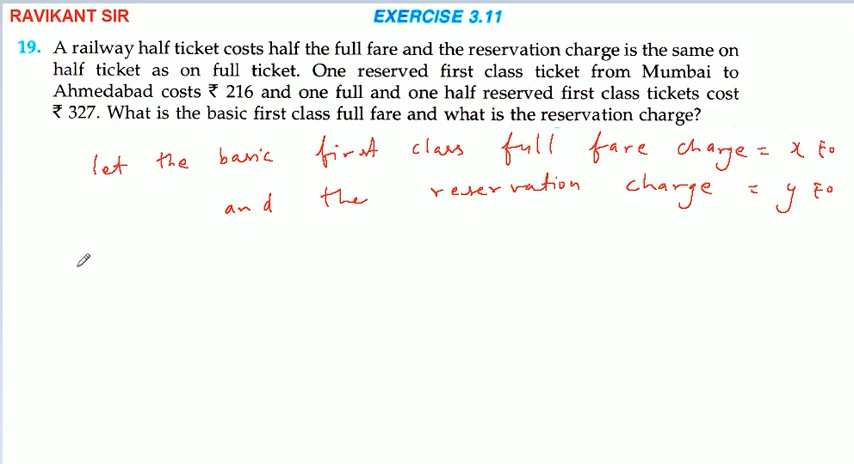 RAVIKANT SIR EXERCISE 3.11
19. A railway half ticket costs half the full fare and the reservation charge is the same on
half ticket as on full ticket. One reserved first class ticket from Mumbai to
Ahmedabad costs ₹ 216 and one full and one half reserved first class tickets cost
₹ 327. What is the basic first class full fare and what is the reservation charge?
let the basic first class full fare charge = x
and the reservation charge = y